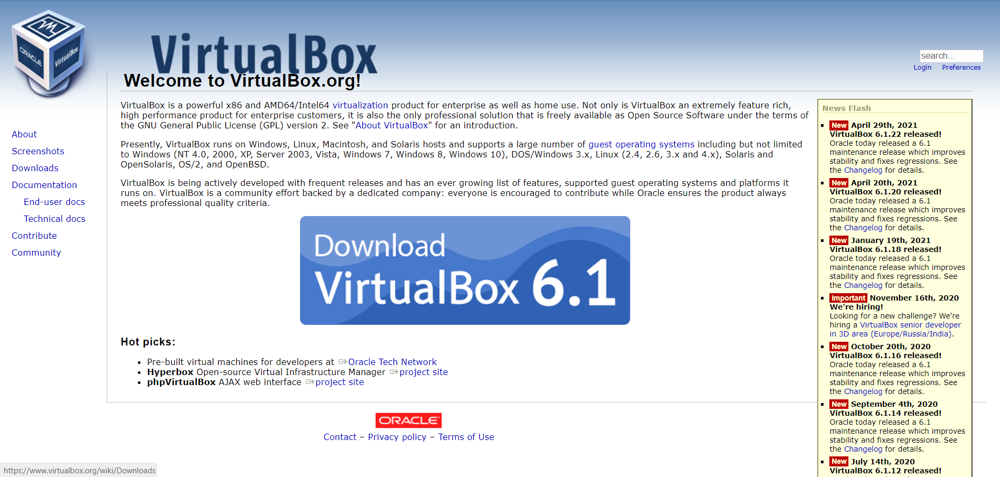 ORACLE
VirtualBox
VirtualBox
search...
Login Preferences
Welcome to VirtualBox.org!
VirtualBox is a powerful x86 and AMD64/Intel64 virtualization product for enterprise as well as home use. Not only is VirtualBox an extremely feature rich,
high performance product for enterprise customers, it is also the only professional solution that is freely available as Open Source Software under the terms of
the GNU General Public License (GPL) version 2. See "About VirtualBox" for an introduction.
Presently, VirtualBox runs on Windows, Linux, Macintosh, and Solaris hosts and supports a large number of guest operating systems including but not limited
to Windows (NT 4.0, 2000, XP, Server 2003, Vista, Windows 7, Windows 8, Windows 10), DOS/Windows 3.x, Linux (2.4, 2.6, 3.x and 4.x), Solaris and
OpenSolaris, OS/2, and OpenBSD.
VirtualBox is being actively developed with frequent releases and has an ever growing list of features, supported guest operating systems and platforms it
runs on. VirtualBox is a community effort backed by a dedicated company: everyone is encouraged to contribute while Oracle ensures the product always
meets professional quality criteria.
Download
VirtualBox 6.1
Hot picks:
Pre-built virtual machines for developers at Oracle Tech Network
Hyperbox Open-source Virtual Infrastructure Manager project site
phpVirtualBox AJAX web interface project site
About
Screenshots
Downloads
Documentation
End-user docs
Technical docs
Contribute
Community
News Flash
New April 29th, 2021
VirtualBox 6.1.22 released!
Oracle today released a 6.1
maintenance release which improves
stability and fixes regressions. See
the Changelog for details.
New April 20th, 2021
VirtualBox 6.1.20 released!
Oracle today released a 6.1
maintenance release which improves
stability and fixes regressions. See
the Changelog for details.
New January 19th, 2021
VirtualBox 6.1.18 released!
Oracle today released a 6.1
maintenance release which improves
stability and fixes regressions. See
the Changelog for details.
Important November 16th, 2020
We're hiring!
Looking for a new challenge? We're
hiring a VirtualBox senior developer
in 3D area (Europe/Russia/India).
New October 20th, 2020
VirtualBox 6.1.16 released!
Oracle today released a 6.1
maintenance release which improves
stability and fixes regressions. See
the Changelog for details.
New September 4th, 2020
VirtualBox 6.1.14 released!
Oracle today released a 6.1
maintenance release which improves
stability and fixes regressions. See
the Changelog for details.
New July 14th, 2020
VirtualBox 6.1.12 released!
ORACLE
Contact – Privacy policy – Terms of Use
https://www.virtualbox.org/wiki/Downloads